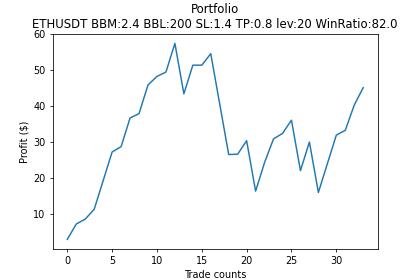 Portfolio
ETHUSDT BBM:2.4 BBL:200 SL:1.4 TP:0.8 lev:20 WinRatio:82.0
60
50
40
30
20
10
Profit ($)
0 5 10 15 20 25 30
Trade counts